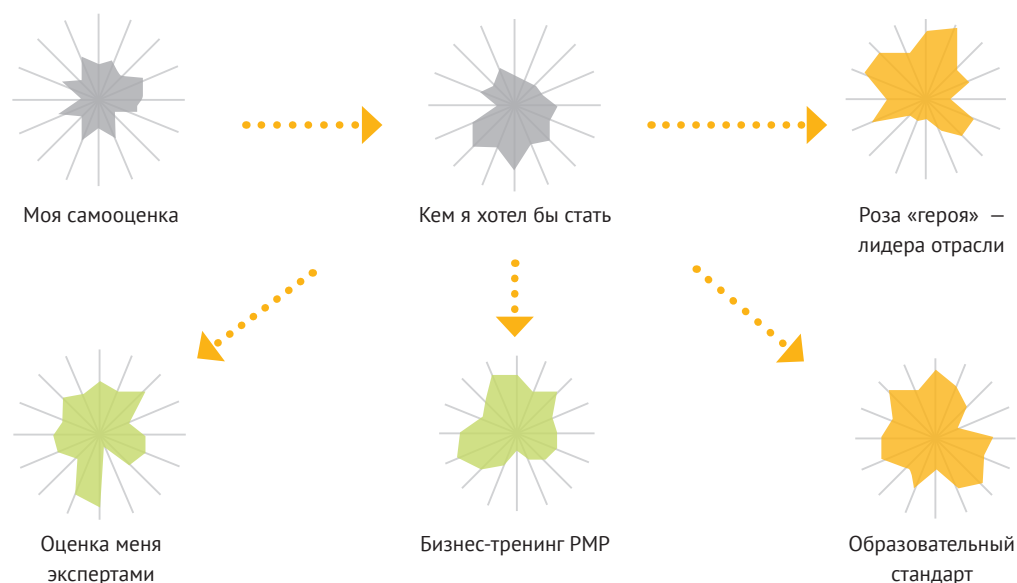 Моя самооценка
Кем я хотел бы стать
Роза «героя» —
лидера отрасли
Оценка меня
экспертами
Бизнес-тренинг PMP
Образовательный
стандарт